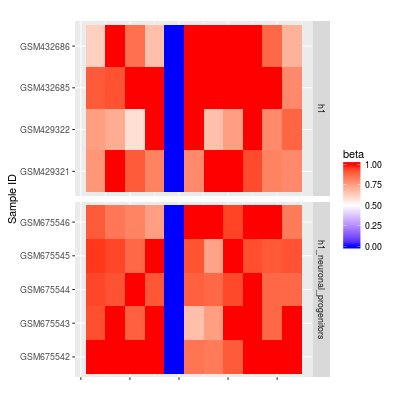 GSM432686
GSM432685
GSM429322
GSM429321
h1
GSM675546
GSM675545
GSM675544
GSM675543
GSM675542
h1_neuronal_progenitors
Sample ID
beta
1.00
0.75
0.50
0.25
0.00